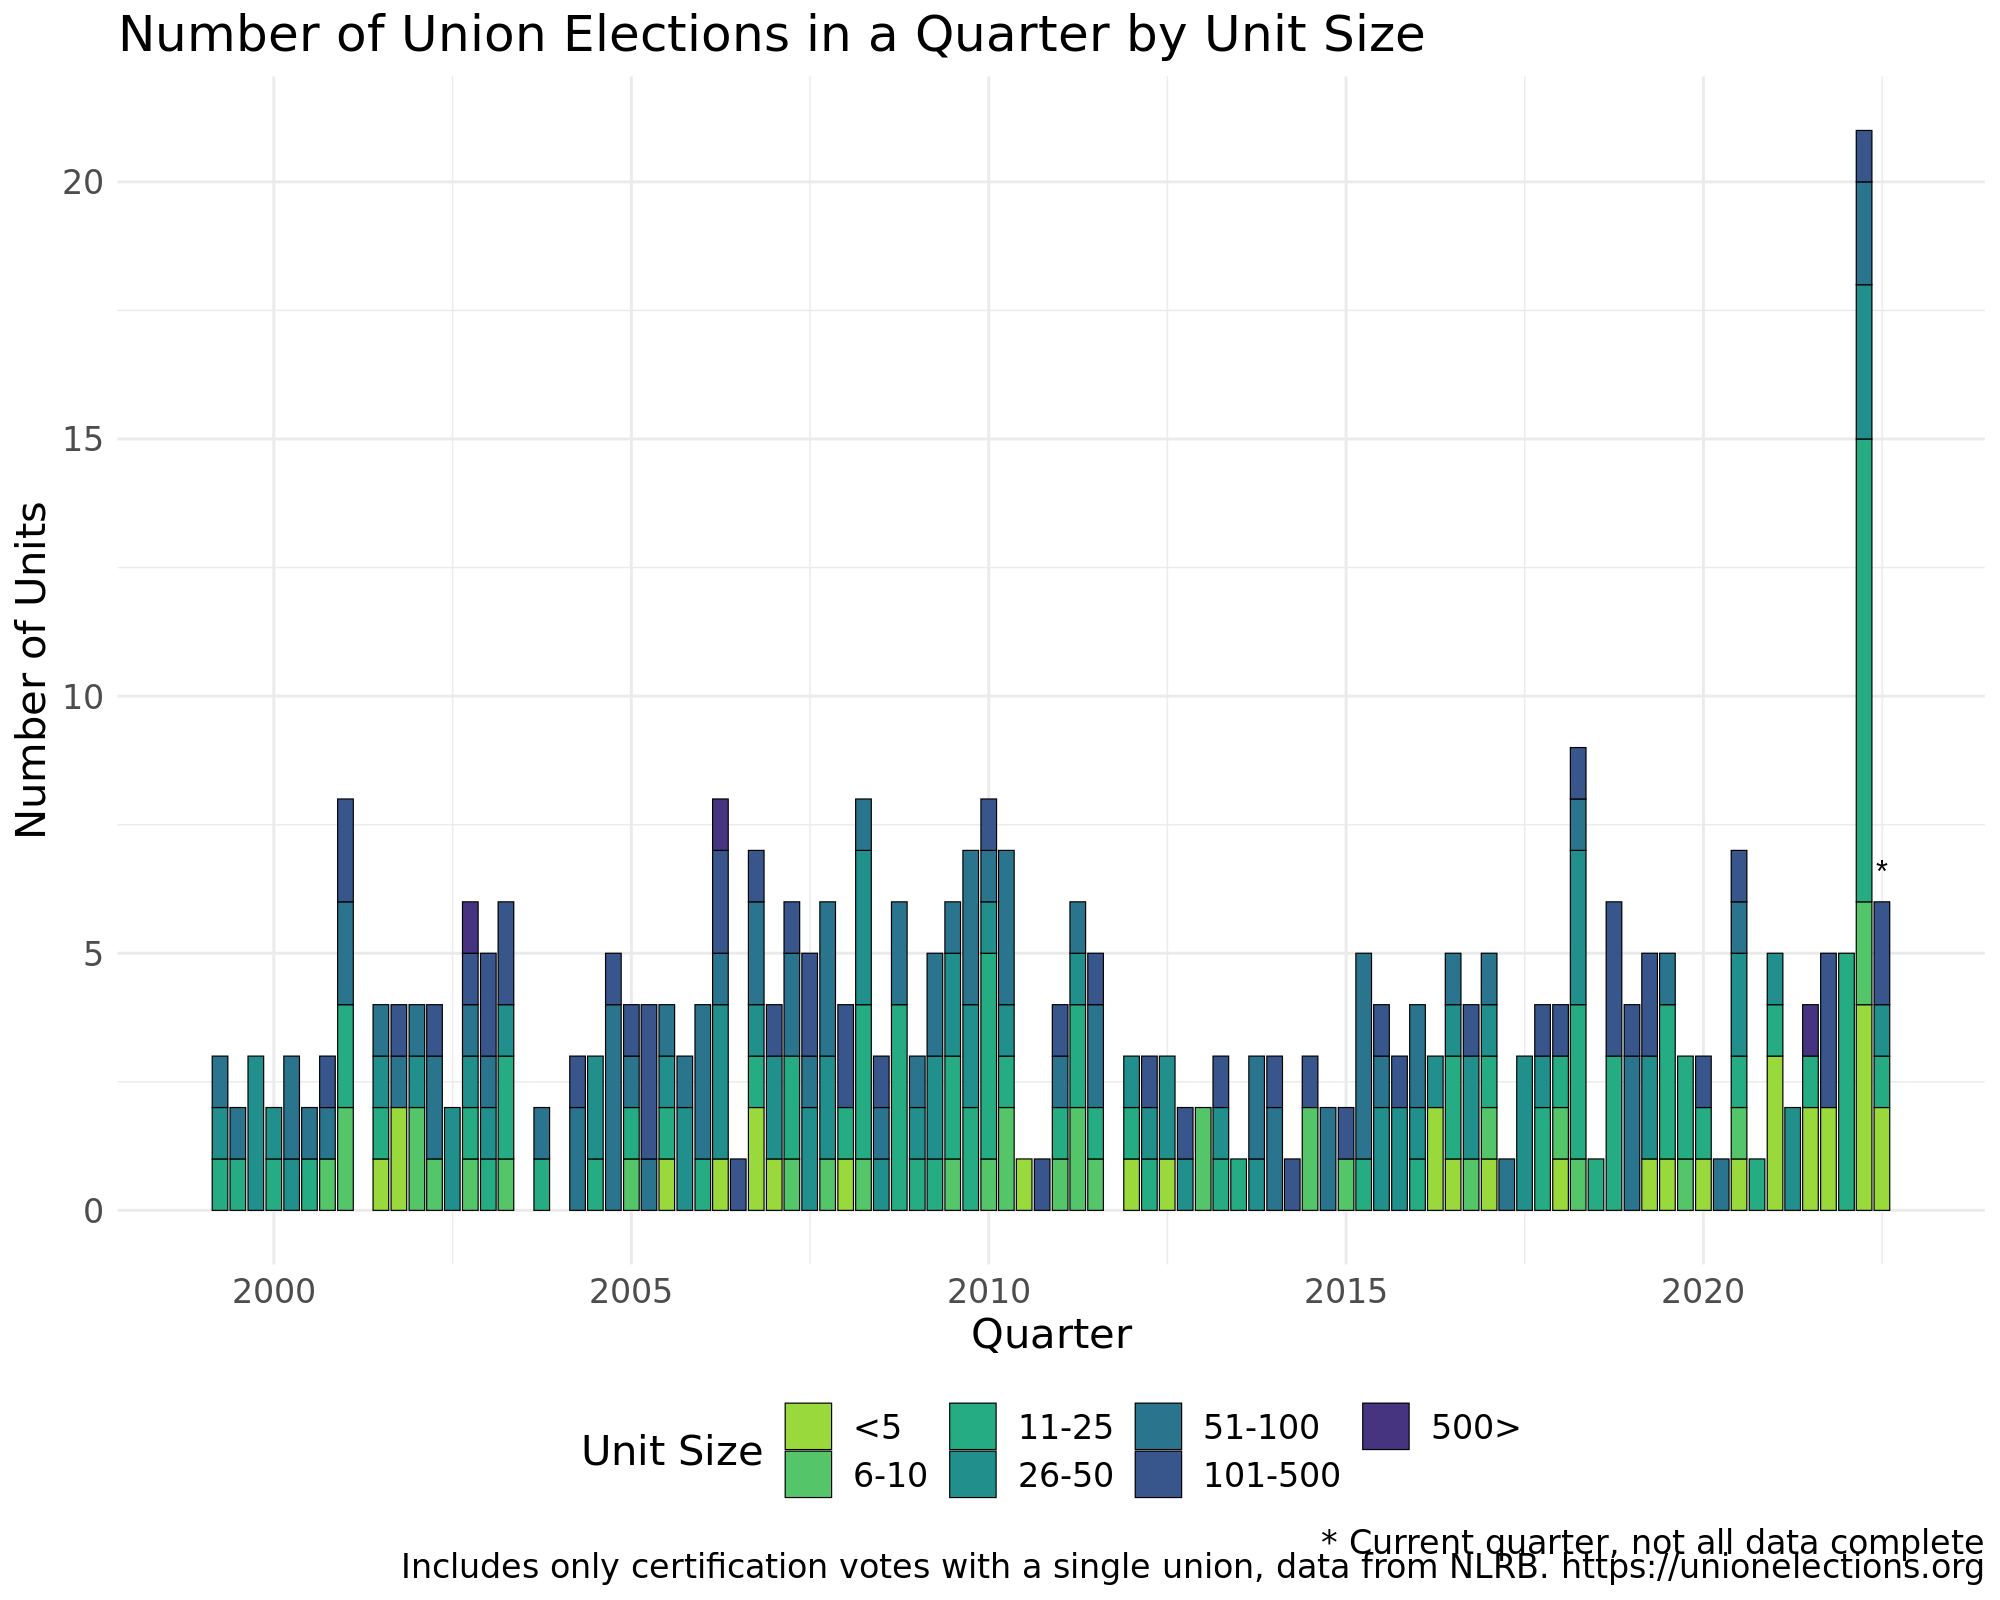 Number of Union Elections in a Quarter by Unit Size
Number of Units
20
15
10
5
0
*
2000 2005 2010 2015 2020
Quarter
Unit Size
<5 11-25 51-100 500>
6-10 26-50 101-500
* Current quarter, not all data complete
Includes only certification votes with a single union, data from NLRB. https://unionelections.org